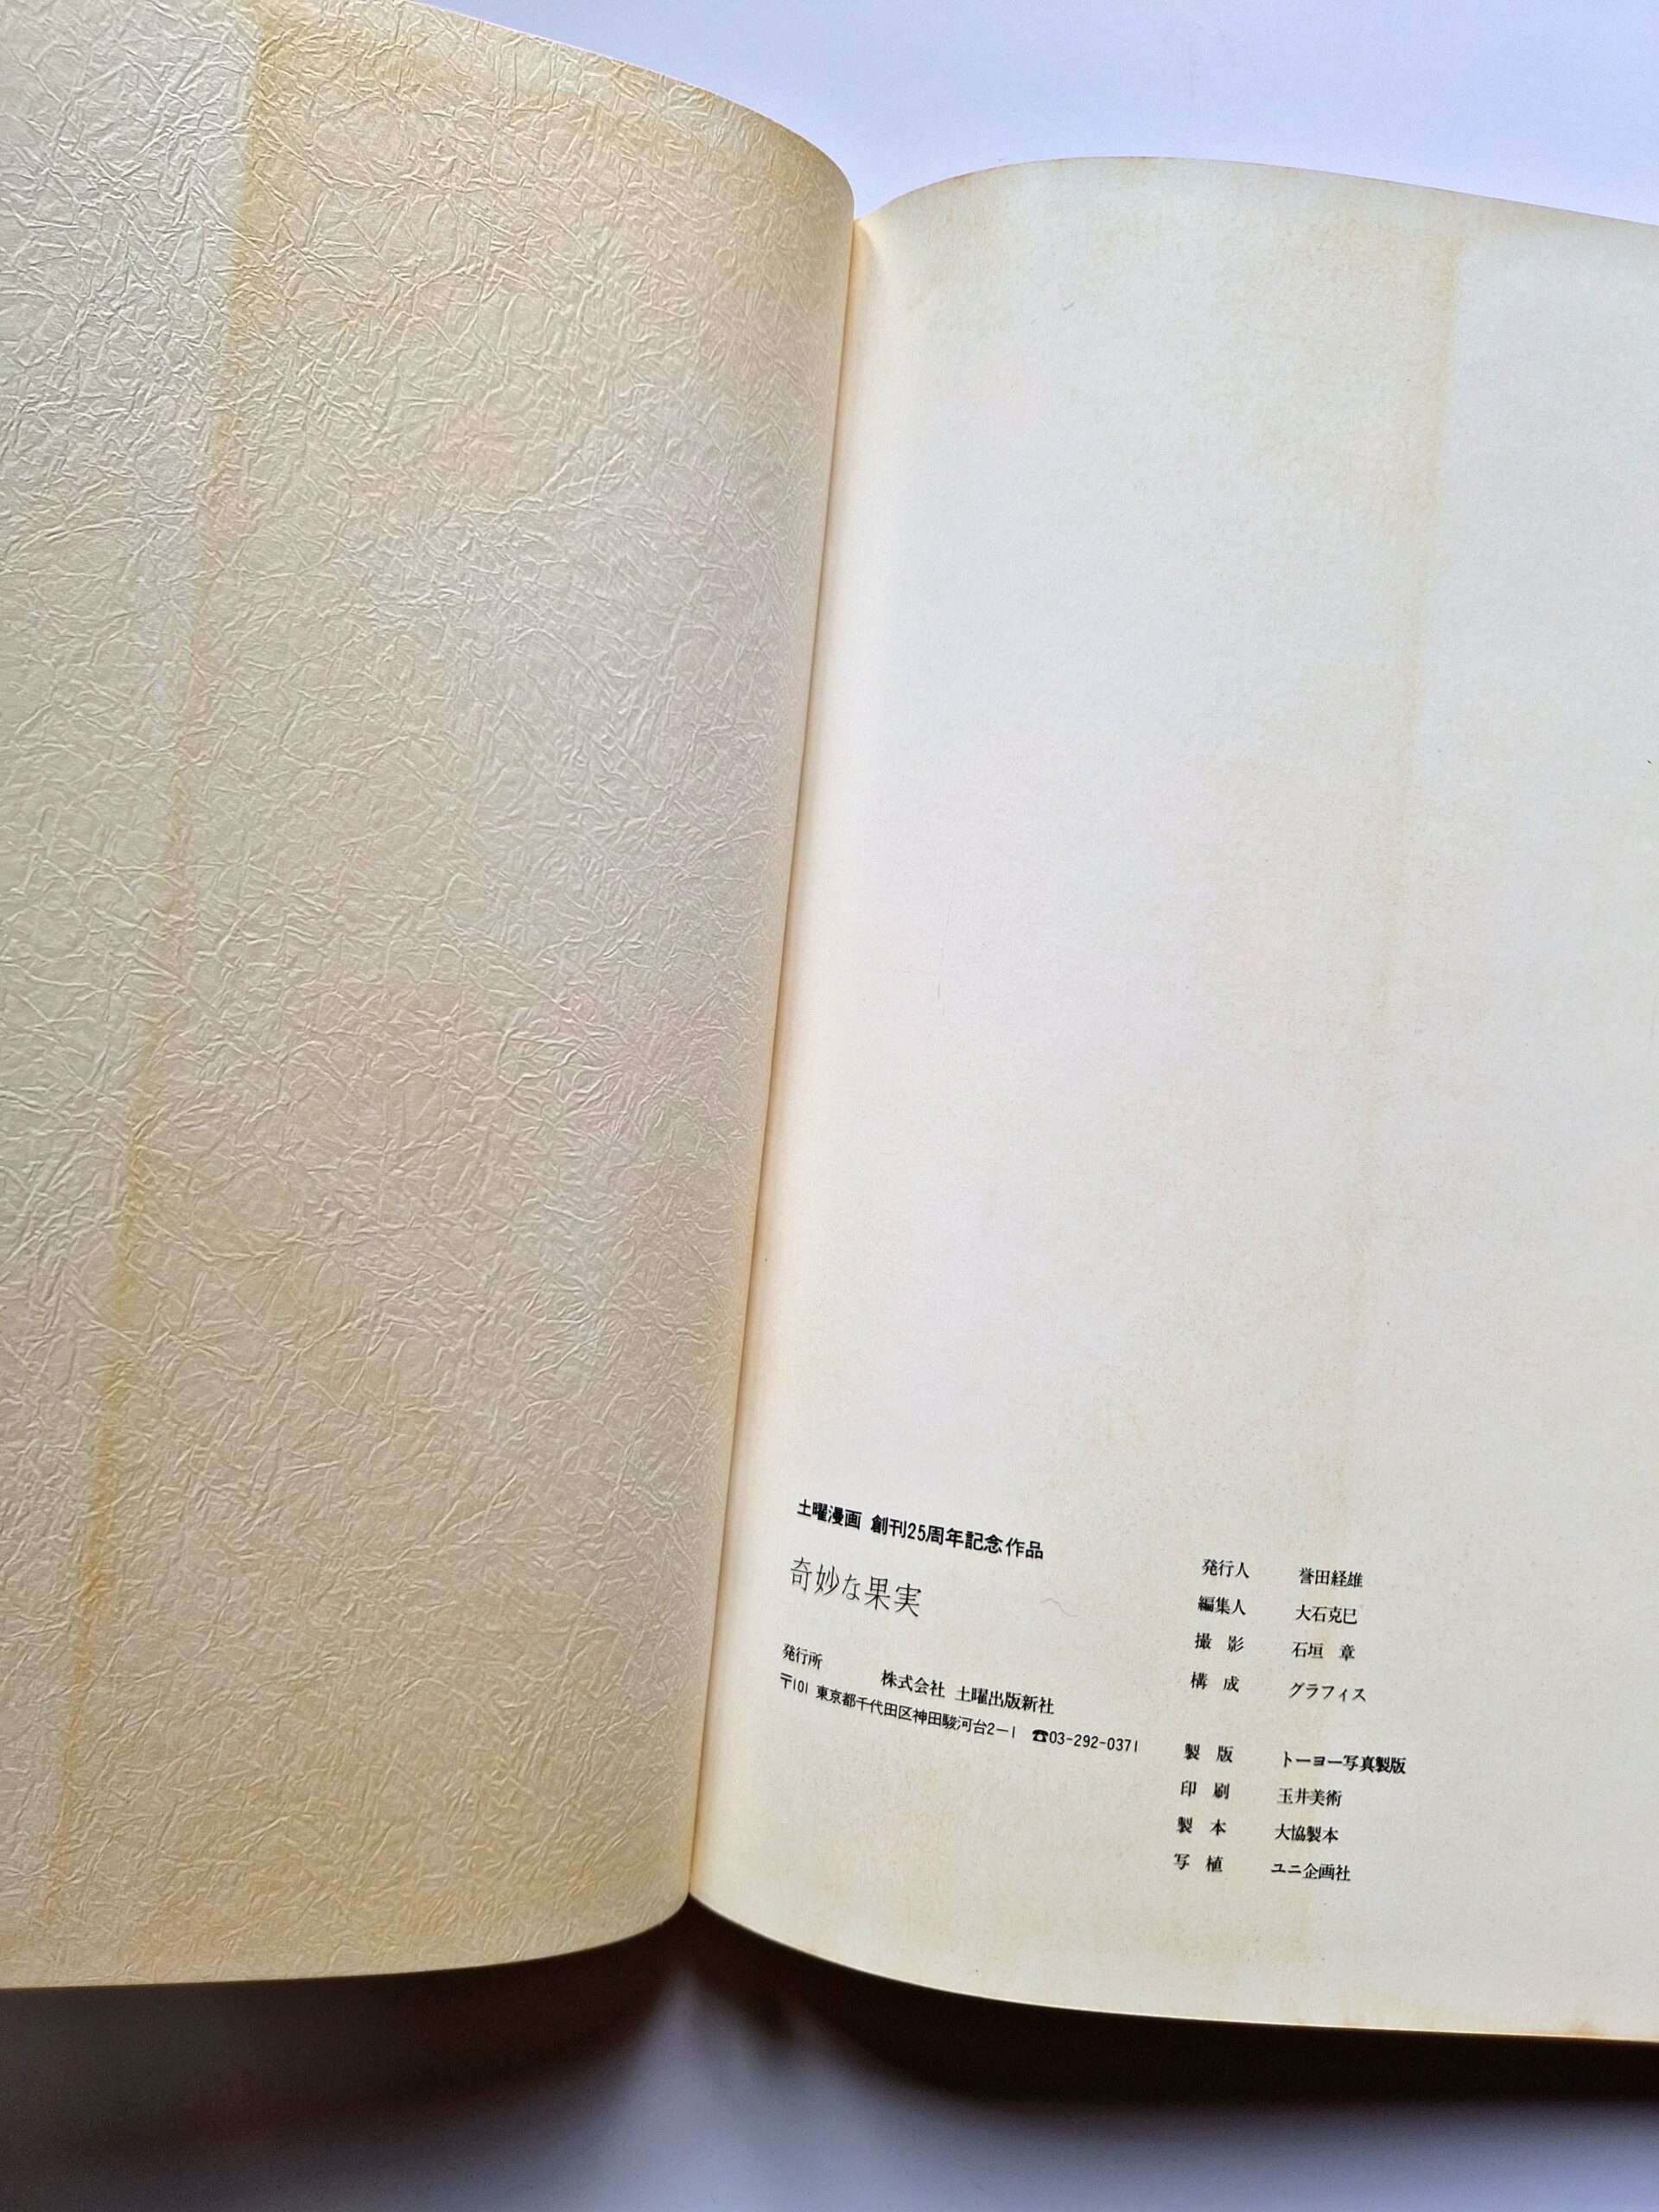 土曜漫画 創刊25周年記念作品
奇妙な果実
発行所 株式会社 土曜出版新社
〒101 東京都千代田区神田駿河台2-1 ☎03-292-0371
発行人 誉田経雄
編集人 大石克巳
撮影 石垣 章
構成 グラフィス
製版 トーヨー写真製版
印刷 玉井美術
製本 大協製本
写植 ユニ企画社